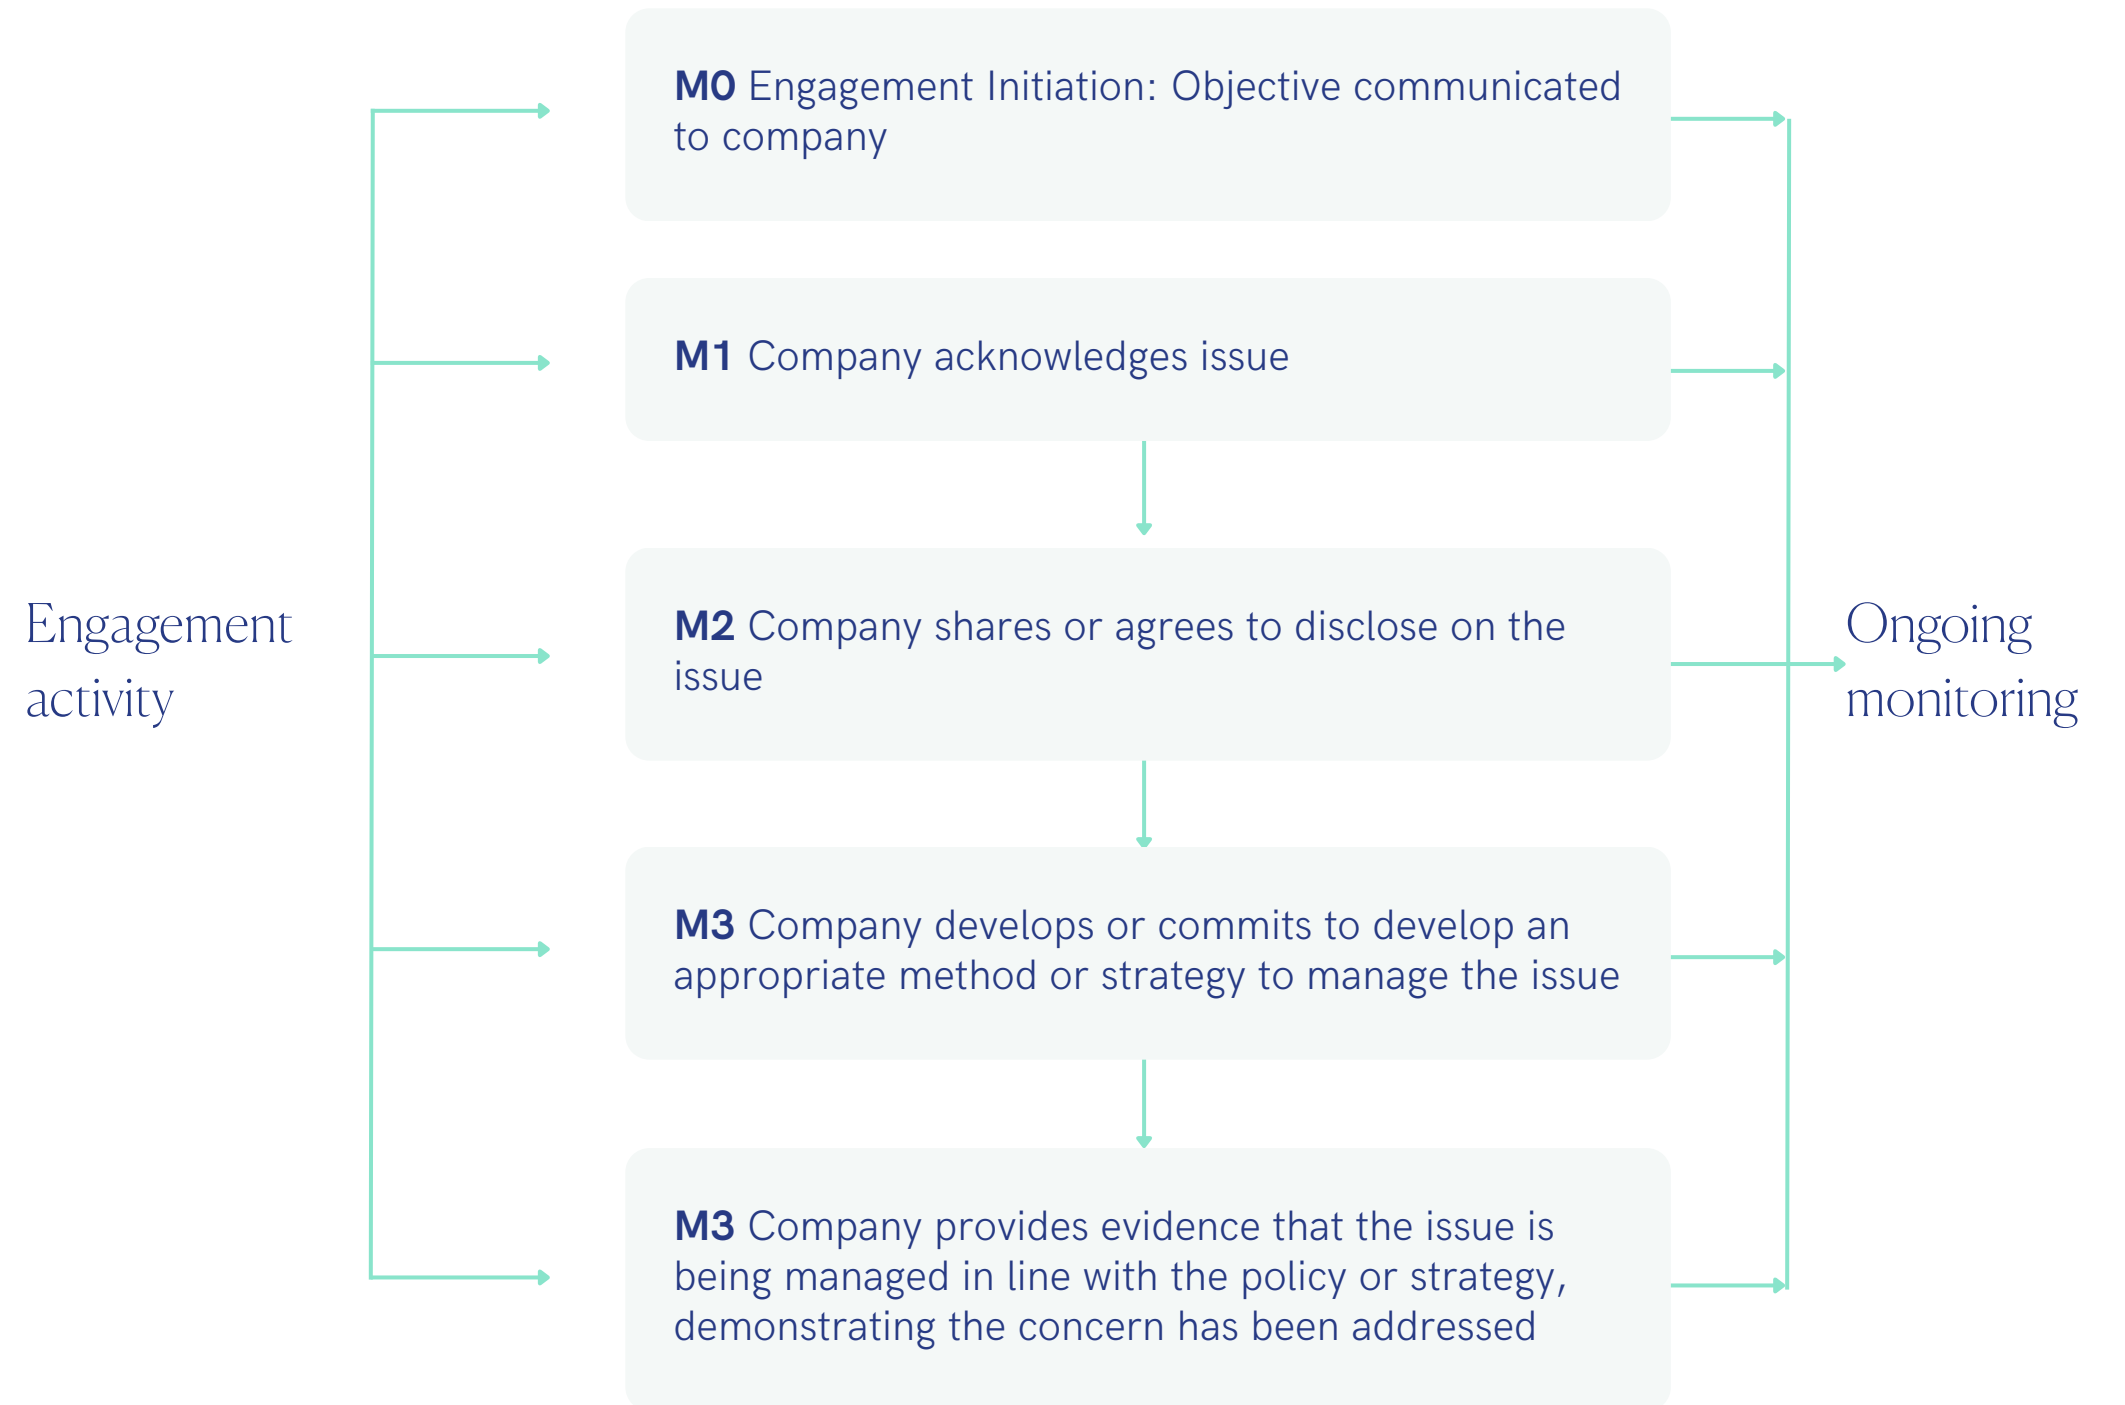 M0 Engagement Initiation: Objective communicated
to company
M1 Company acknowledges issue
Engagement
activity
M2 Company shares or agrees to disclose on the
issue
Ongoing
monitoring
M3 Company develops or commits to develop an
appropriate method or strategy to manage the issue
M3 Company provides evidence that the issue is
being managed in line with the policy or strategy,
demonstrating the concern has been addressed